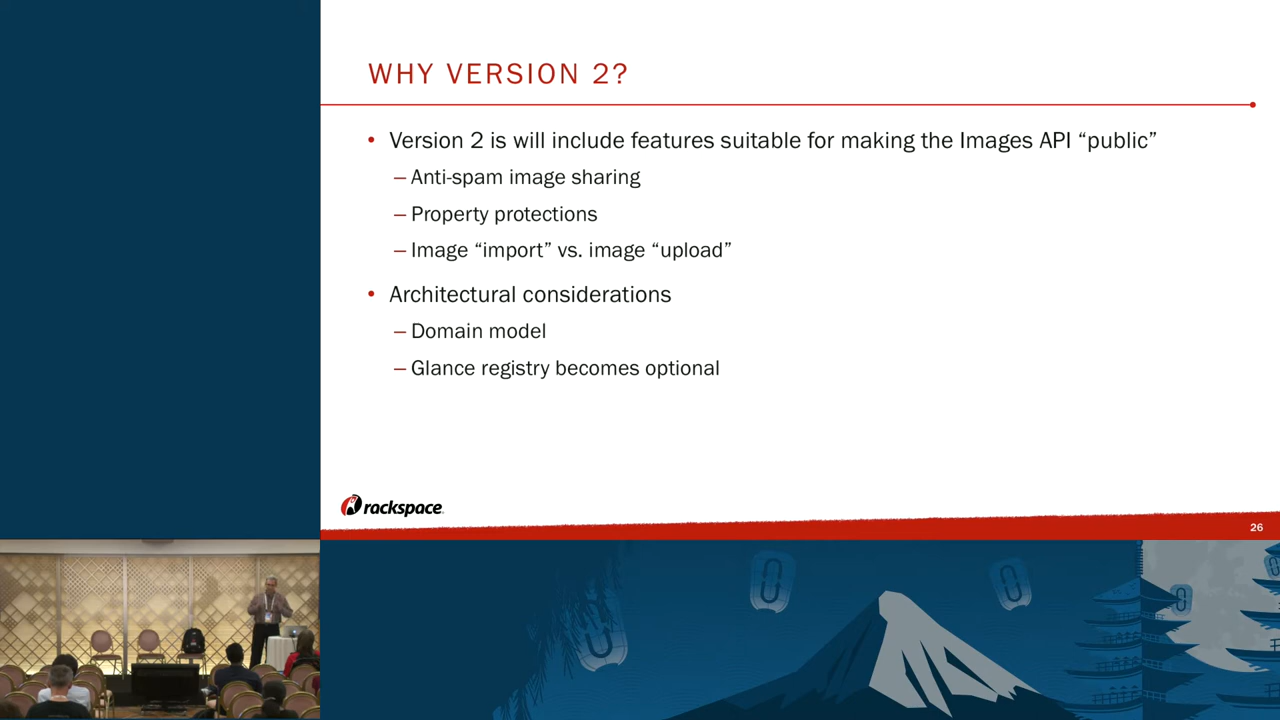 WHY VERSION 2?
• Version 2 is will include features suitable for making the Images API “public”
– Anti-spam image sharing
– Property protections
– Image “import” vs. image “upload”
• Architectural considerations
– Domain model
– Glance registry becomes optional
rackspace.
26